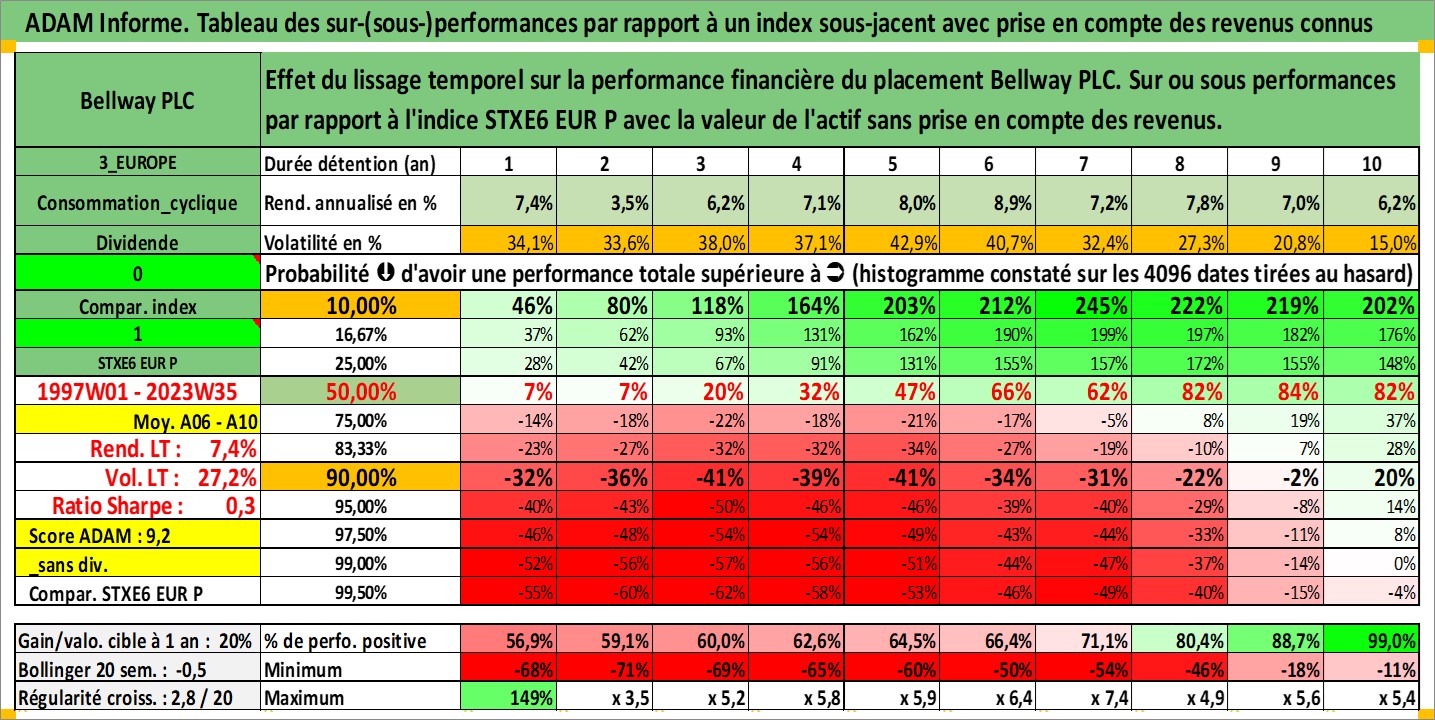 ADAM Informe. Tableau des sur-(sous-)performances par rapport à un index sous-jacent avec prise en compte des revenus connus
Bellway PLC
Effet du lissage temporel sur la performance financière du placement Bellway PLC. Sur ou sous performances
par rapport à l'indice STXE6 EUR P avec la valeur de l'actif sans prise en compte des revenus.
3_EUROPE Durée détention (an) 1 2 3 4 5 6 7 8 9 10
Consommation_cyclique Rend. annualisé en % 7,4% 3,5% 6,2% 7,1% 8,0% 8,9% 7,2% 7,8% 7,0% 6,2%
Dividende Volatilité en % 34,1% 33,6% 38,0% 37,1% 42,9% 40,7% 32,4% 27,3% 20,8% 15,0%
0 Probabilité d'avoir une performance totale supérieure à (histogramme constaté sur les 4096 dates tirées au hasard)
Compar. index 10,00% 46% 80% 118% 164% 203% 212% 245% 222% 219% 202%
1 16,67% 37% 62% 93% 131% 162% 190% 199% 197% 182% 176%
STXE6 EUR P 25,00% 28% 42% 67% 91% 131% 155% 157% 172% 155% 148%
1997W01 - 2023W35 50,00% 7% 7% 20% 32% 47% 66% 62% 82% 84% 82%
Moy. A06 - A10 75,00% -14% -18% -22% -18% -21% -17% -5% 8% 19% 37%
Rend. LT : 7,4% 83,33% -23% -27% -32% -32% -34% -27% -19% -10% 7% 28%
Vol. LT : 27,2% 90,00% -32% -36% -41% -39% -41% -34% -31% -22% -2% 20%
Ratio Sharpe : 0,3 95,00% -40% -43% -50% -46% -46% -39% -40% -29% -8% 14%
Score ADAM : 9,2 97,50% -46% -48% -54% -54% -49% -43% -44% -33% -11% 8%
_sans div. 99,00% -52% -56% -57% -56% -51% -44% -47% -37% -14% 0%
Compar. STXE6 EUR P 99,50% -55% -60% -62% -58% -53% -46% -49% -40% -15% -4%
Gain/valo. cible à 1 an : 20% % de perfo. positive 56,9% 59,1% 60,0% 62,6% 64,5% 66,4% 71,1% 80,4% 88,7% 99,0%
Bollinger 20 sem. : -0,5 Minimum -68% -71% -69% -65% -60% -50% -54% -46% -18% -11%
Régularité croiss. : 2,8 / 20 Maximum 149% x 3,5 x 5,2 x 5,8 x 5,9 x 6,4 x 7,4 x 4,9 x 5,6 x 5,4